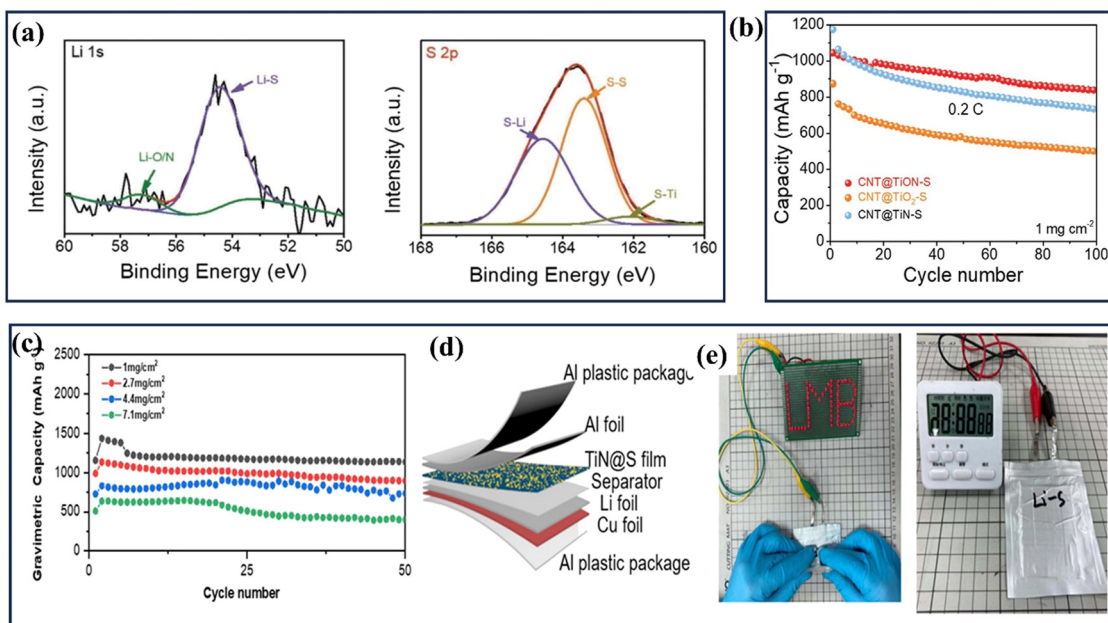 (a)
Li 1s
Intensity (a.u.)
Li-S
Li-O/N
60 58 56 54 52 50
Binding Energy (eV)
S 2p
Intensity (a.u.)
S-S
S-Li
S-Ti
168 166 164 162 160
Binding Energy (eV)
(b)
Capacity (mAh g⁻¹)
1200
1000
800
600
400
200
0
0.2 C
CNT@TiON-S
CNT@TiO₂-S
CNT@TiN-S
1 mg cm⁻²
0 20 40 60 80 100
Cycle number
(c)
Gravimetric Capacity (mAh g⁻¹)
2500
2000
1500
1000
500
0
1mg/cm²
2.7mg/cm²
4.4mg/cm²
7.1mg/cm²
0 25 50
Cycle number
(d)
Al plastic package
Al foil
TiN@S film
Separator
Li foil
Cu foil
Al plastic package
(e)
LMB
Li-S